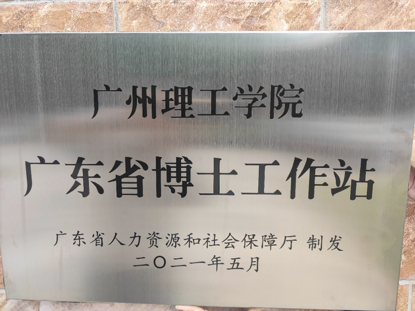 广州理工学院
广东省博士工作站
广东省人力资源和社会保障厅 制发
二〇二一年五月